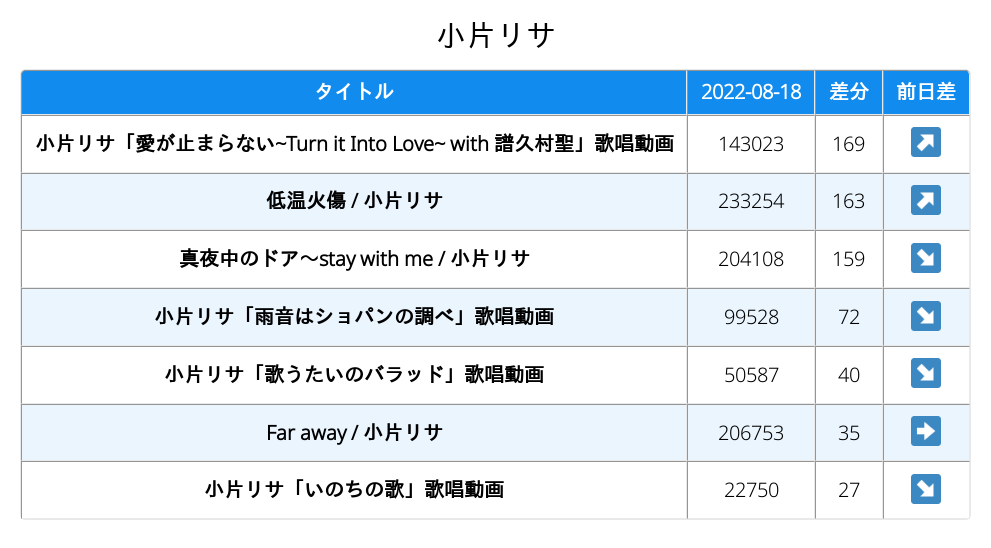 小片リサ
タイトル 2022-08-18 差分 前日差
小片リサ「愛が止まらない~Turn it Into Love~ with 譜久村聖」歌唱動画 143023 169 ↗
低温火傷 / 小片リサ 233254 163 ↗
真夜中のドア〜stay with me / 小片リサ 204108 159 ↘
小片リサ「雨音はショパンの調べ」歌唱動画 99528 72 ↘
小片リサ「歌うたいのバラッド」歌唱動画 50587 40 ↘
Far away / 小片リサ 206753 35 →
小片リサ「いのちの歌」歌唱動画 22750 27 ↘